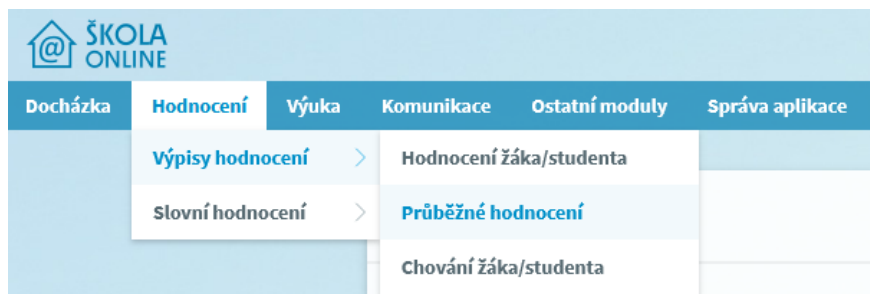 @ ŠKOLA
ONLINE
Docházka Hodnocení Výuka Komunikace Ostatní moduly Správa aplikace
Výpisy hodnocení Hodnocení žáka/studenta
Slovní hodnocení Průběžné hodnocení
Chování žáka/studenta